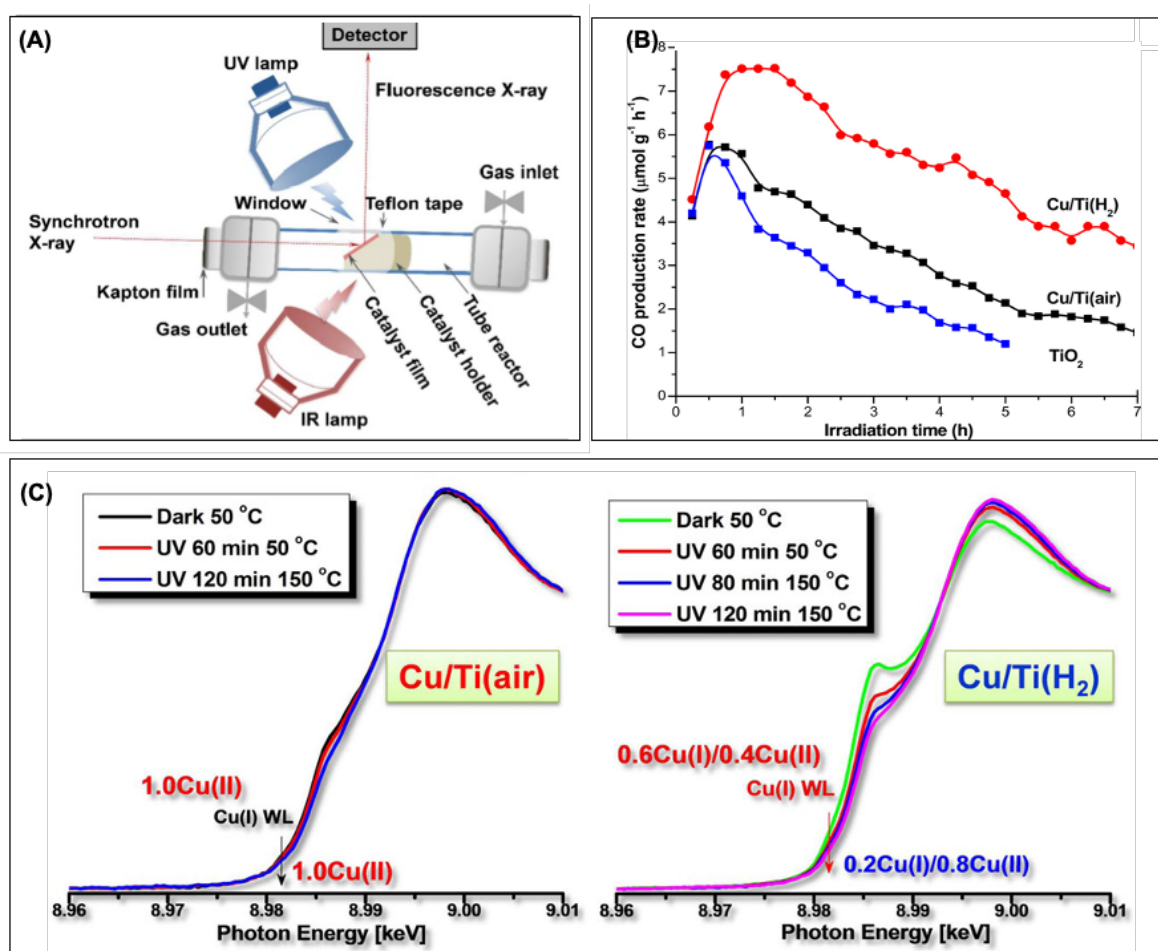 (A)
Detector
UV lamp
Fluorescence X-ray
Gas inlet
Window
Teflon tape
Synchrotron
X-ray
Kapton film
Gas outlet
Catalyst film
Catalyst holder
Tube reactor
IR lamp
(B)
CO production rate (μmol g⁻¹ h⁻¹)
8
7
6
5
4
3
2
1
0 1 2 3 4 5 6 7
Irradiation time (h)
Cu/Ti(H₂)
Cu/Ti(air)
TiO₂
(C)
Dark 50 °C
UV 60 min 50 °C
UV 120 min 150 °C
Cu/Ti(air)
1.0Cu(II)
Cu(I) WL
1.0Cu(II)
8.96 8.97 8.98 8.99 9.00 9.01
Photon Energy [keV]
Dark 50 °C
UV 60 min 50 °C
UV 80 min 150 °C
UV 120 min 150 °C
Cu/Ti(H₂)
0.6Cu(I)/0.4Cu(II)
Cu(I) WL
0.2Cu(I)/0.8Cu(II)
8.96 8.97 8.98 8.99 9.00 9.01
Photon Energy [keV]